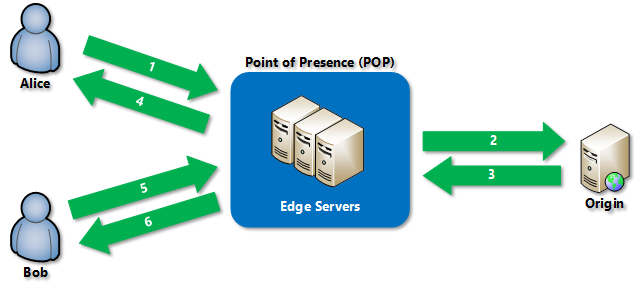 Point of Presence (POP)
1
Alice
4
2
Edge Servers
3
Origin
5
6
Bob